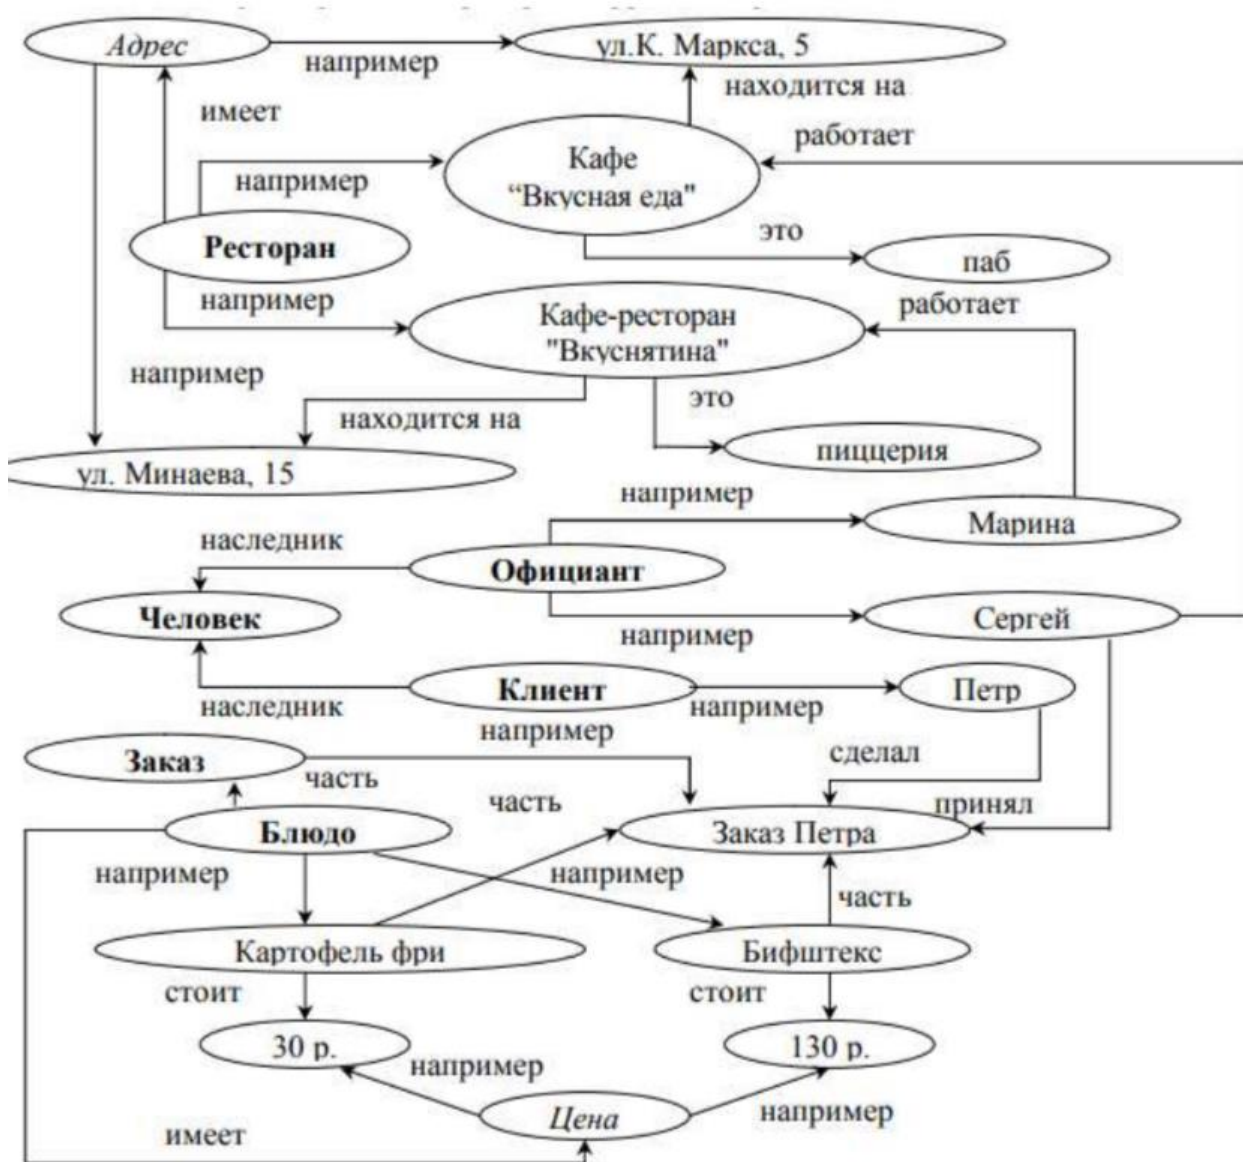 Адрес
например
ул.К. Маркса, 5
находится на
имеет
работает
Кафе
“Вкусная еда"
например
это
Ресторан
паб
например
работает
Кафе-ресторан
"Вкуснятина"
например
это
находится на
пиццерия
ул. Минаева, 15
например
Марина
наследник
Официант
Человек
Сергей
например
Клиент
Петр
наследник
например
например
Заказ
сделал
часть
часть
принял
Блюдо
Заказ Петра
например
например
часть
Картофель фри
Бифштекс
стоит
стоит
30 р.
130 р.
например
Цена
например
имеет